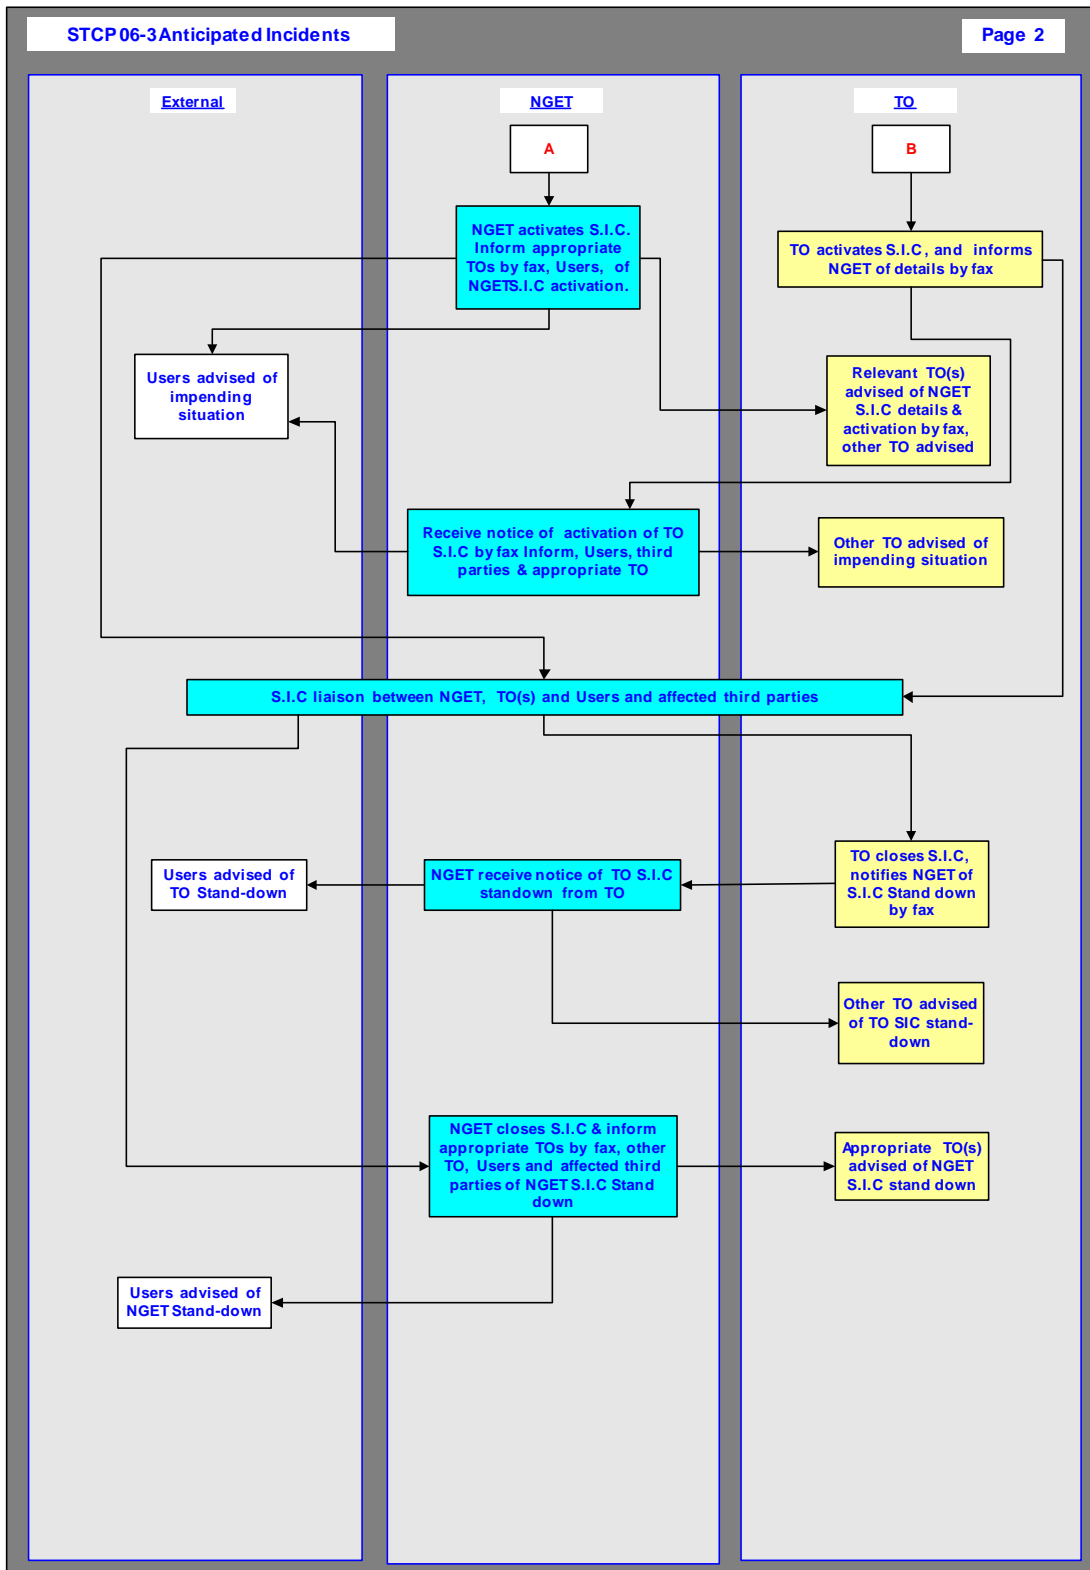 STCP 06-3 Anticipated Incidents
Page 2
External
NGET
TO
A
B
NGET activates S.I.C.
Inform appropriate
TOs by fax, Users, of
NGETS.I.C activation.
TO activates S.I.C, and informs
NGET of details by fax
Users advised of
impending
situation
Relevant TO(s)
advised of NGET
S.I.C details &
activation by fax,
other TO advised
Receive notice of activation of TO
S.I.C by fax Inform, Users, third
parties & appropriate TO
Other TO advised of
impending situation
S.I.C liaison between NGET, TO(s) and Users and affected third parties
Users advised of
TO Stand-down
NGET receive notice of TO S.I.C
standown from TO
TO closes S.I.C,
notifies NGET of
S.I.C Stand down
by fax
Other TO advised
of TO SIC stand-
down
NGET closes S.I.C & inform
appropriate TOs by fax, other
TO, Users and affected third
parties of NGET S.I.C Stand
down
Appropriate TO(s)
advised of NGET
S.I.C stand down
Users advised of
NGET Stand-down